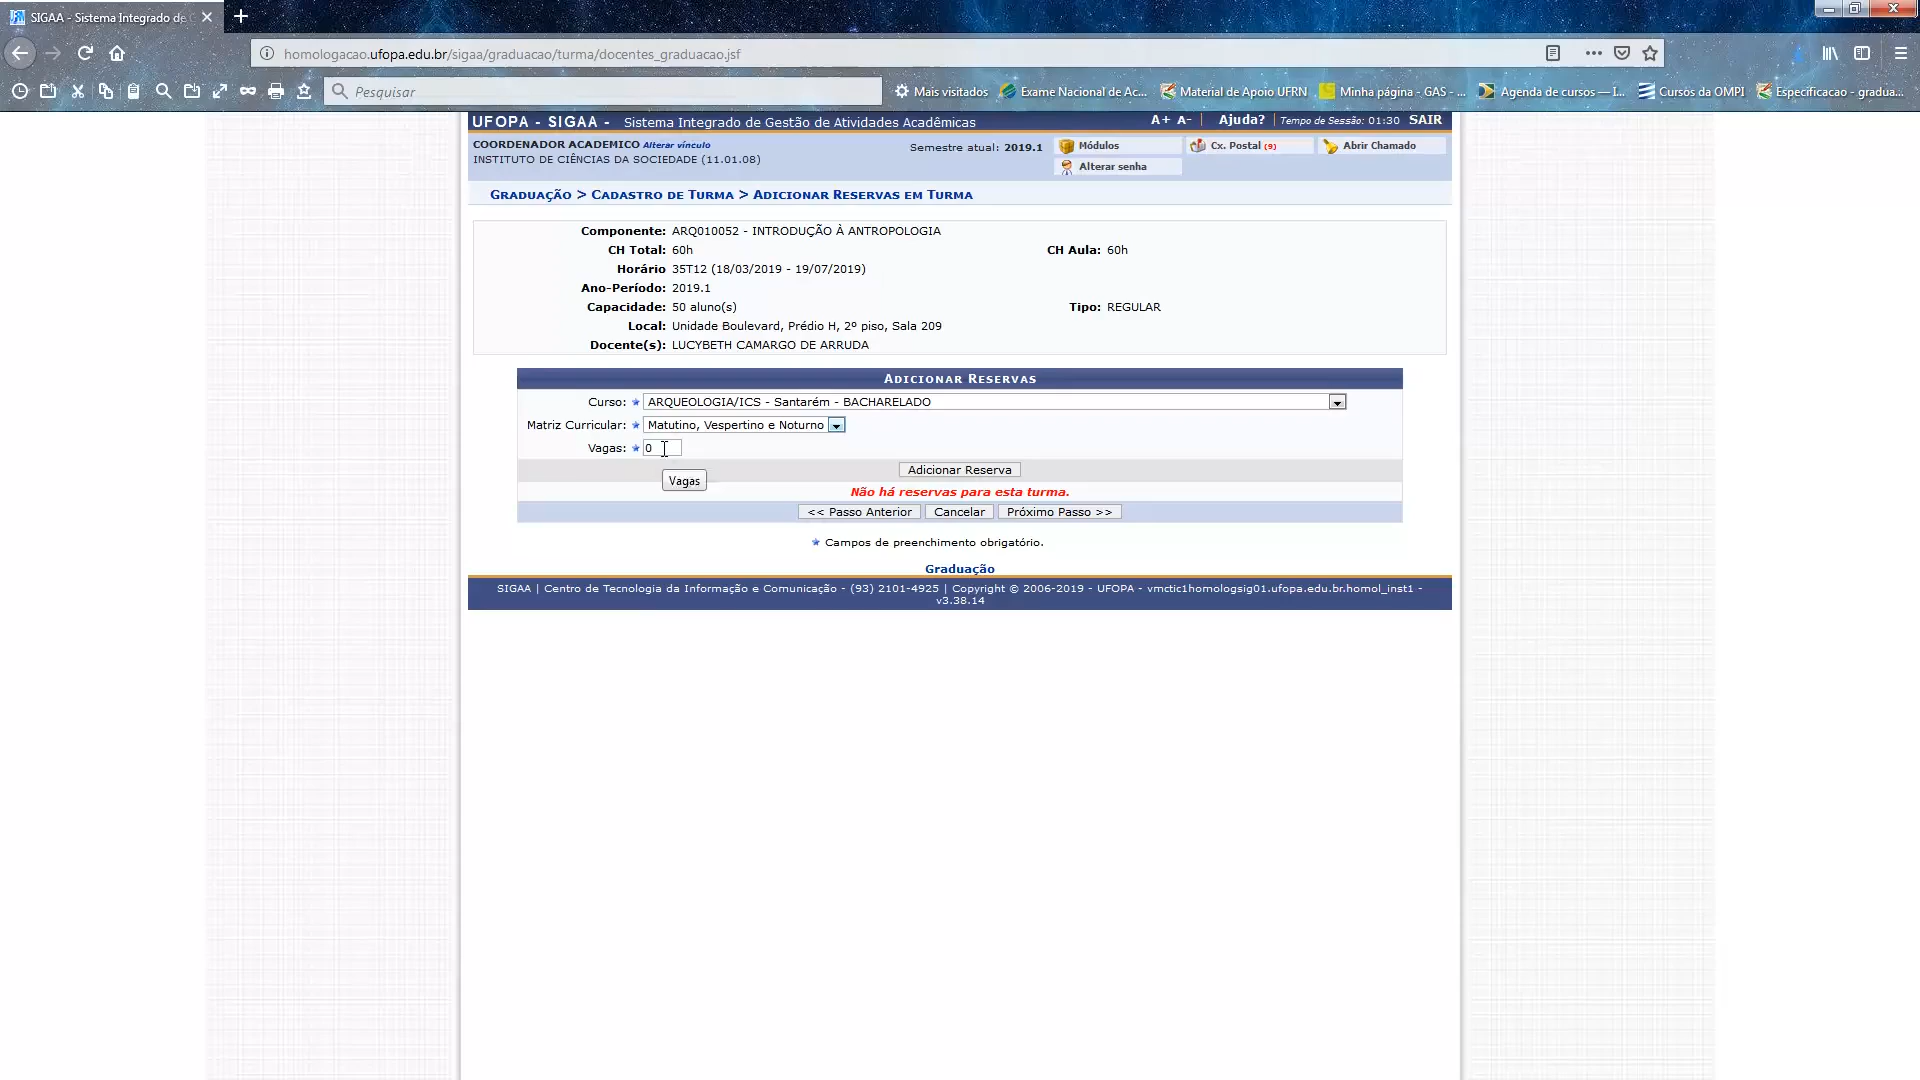 SIGAA - Sistema Integrado de G
homologacao.ufopa.edu.br/sigaa/graduacao/turma/docentes_graduacao.jsf
Pesquisar
Mais visitados Exame Nacional de Ac... Material de Apoio UFRN Minha página - GAS - ... Agenda de cursos — I... Cursos da OMPI Especificacao - gradua...
UFOPA - SIGAA - Sistema Integrado de Gestão de Atividades Acadêmicas A+ A- | Ajuda? | Tempo de Sessão: 01:30 SAIR
COORDENADOR ACADEMICO Alterar vínculo Semestre atual: 2019.1 Módulos Cx. Postal (9) Abrir Chamado
INSTITUTO DE CIÊNCIAS DA SOCIEDADE (11.01.08) Alterar senha
GRADUAÇÃO > CADASTRO DE TURMA > ADICIONAR RESERVAS EM TURMA
Componente: ARQ010052 - INTRODUÇÃO À ANTROPOLOGIA
CH Total: 60h CH Aula: 60h
Horário 35T12 (18/03/2019 - 19/07/2019)
Ano-Período: 2019.1
Capacidade: 50 aluno(s) Tipo: REGULAR
Local: Unidade Boulevard, Prédio H, 2º piso, Sala 209
Docente(s): LUCYBETH CAMARGO DE ARRUDA
ADICIONAR RESERVAS
Curso: ARQUEOLOGIA/ICS - Santarém - BACHARELADO
Matriz Curricular: Matutino, Vespertino e Noturno
Vagas: 0
Adicionar Reserva
Vagas
Não há reservas para esta turma.
<< Passo Anterior Cancelar Próximo Passo >>
Campos de preenchimento obrigatório.
Graduação
SIGAA | Centro de Tecnologia da Informação e Comunicação - (93) 2101-4925 | Copyright © 2006-2019 - UFOPA - vmctic1homologsig01.ufopa.edu.br.homol_inst1 -
v3.38.14